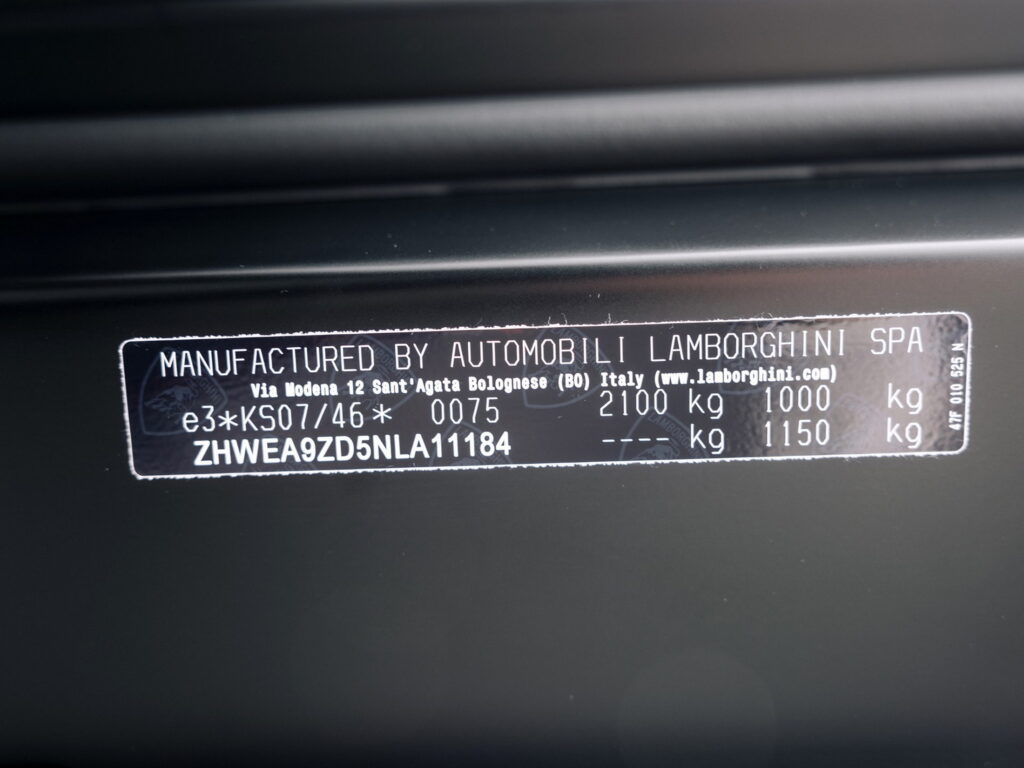 MANUFACTURED BY AUTOMOBILI LAMBORGHINI SPA
Via Modena 12 Sant'Agata Bolognese (BO) Italy (www.lamborghini.com)
e3*KS07/46* 0075 2100 kg 1000 kg
ZHWEA9ZD5NLA11184 ---- kg 1150 kg
47F 010 525 N